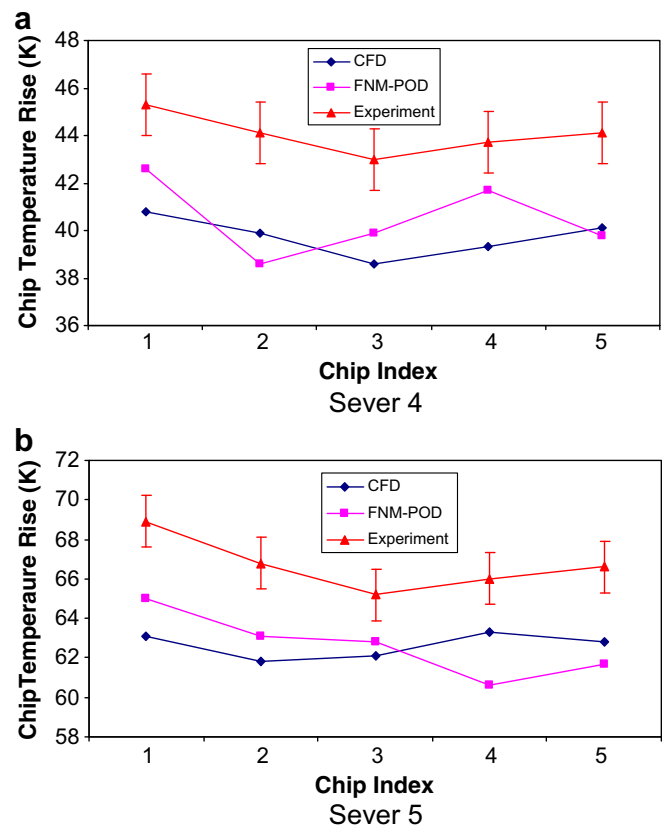 a
Chip Temperature Rise (K)
48
46
44
42
40
38
36
CFD
FNM-POD
Experiment
1 2 3 4 5
Chip Index
Sever 4
b
ChipTemperaure Rise (K)
72
70
68
66
64
62
60
58
CFD
FNM-POD
Experiment
1 2 3 4 5
Chip Index
Sever 5